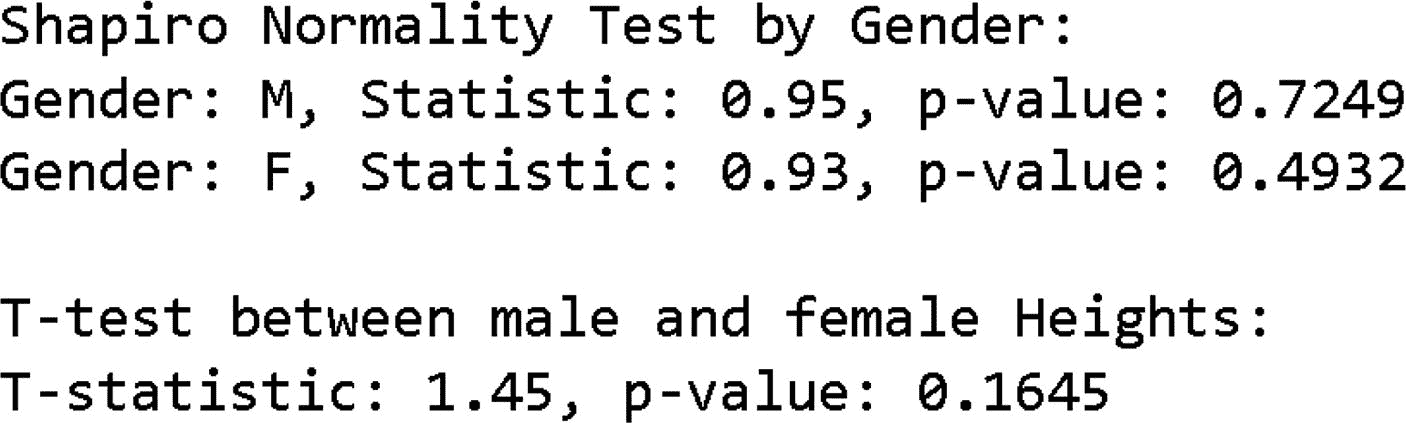 Shapiro Normality Test by Gender:
Gender: M, Statistic: 0.95, p-value: 0.7249
Gender: F, Statistic: 0.93, p-value: 0.4932
T-test between male and female Heights:
T-statistic: 1.45, p-value: 0.1645